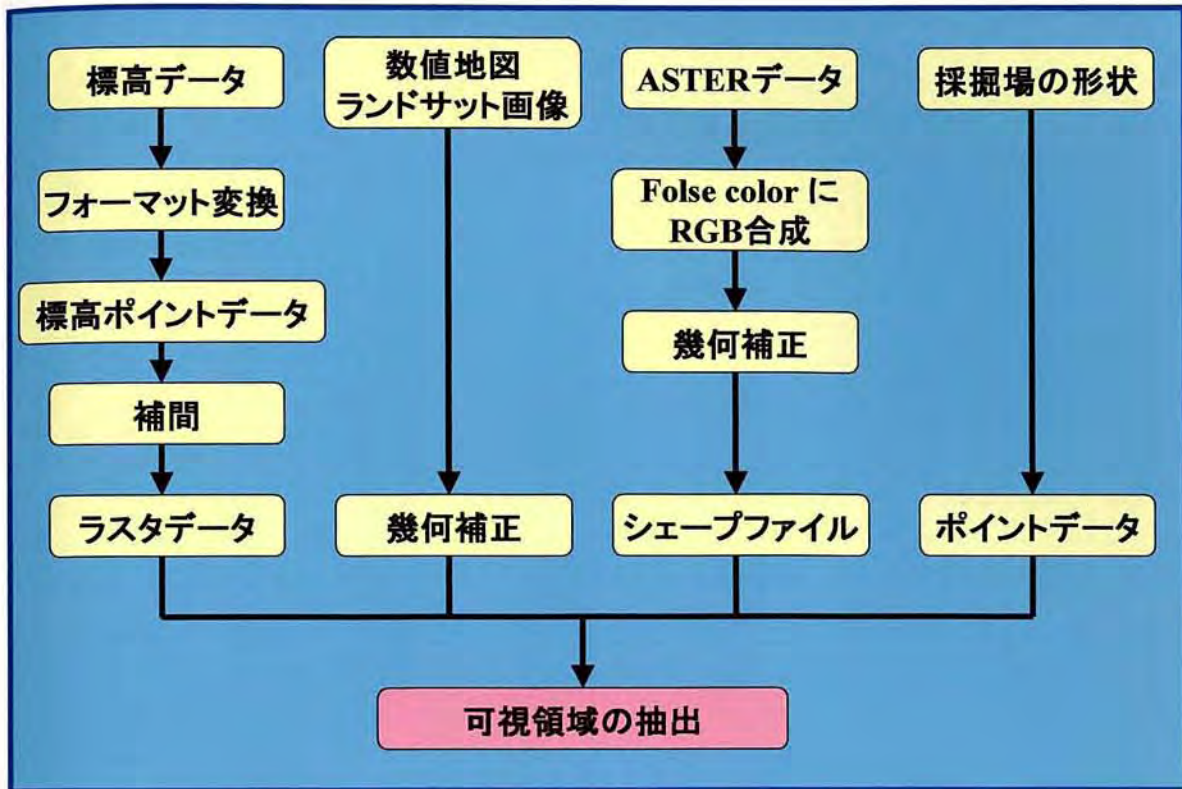 標高データ
フォーマット変換
標高ポイントデータ
補間
ラスタデータ
数値地図
ランドサット画像
幾何補正
ASTERデータ
Folse color に
RGB合成
幾何補正
シェープファイル
採掘場の形状
ポイントデータ
可視領域の抽出